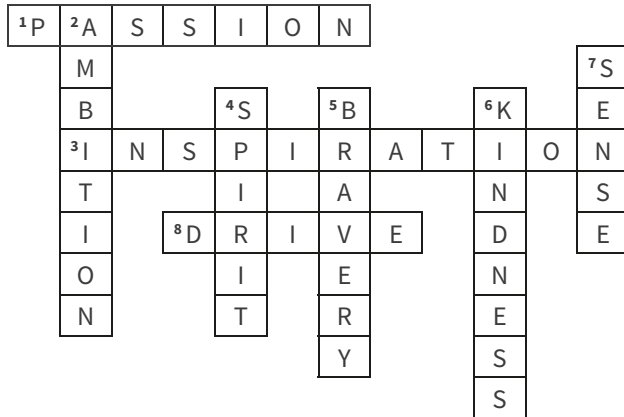 ¹P ²A S S I O N
M ⁷S
B ⁴S ⁵B ⁶K E
³I N S P I R A T I O N
T I A N S
I ⁸D R I V E D E
O I E N
N T R E
Y S
S